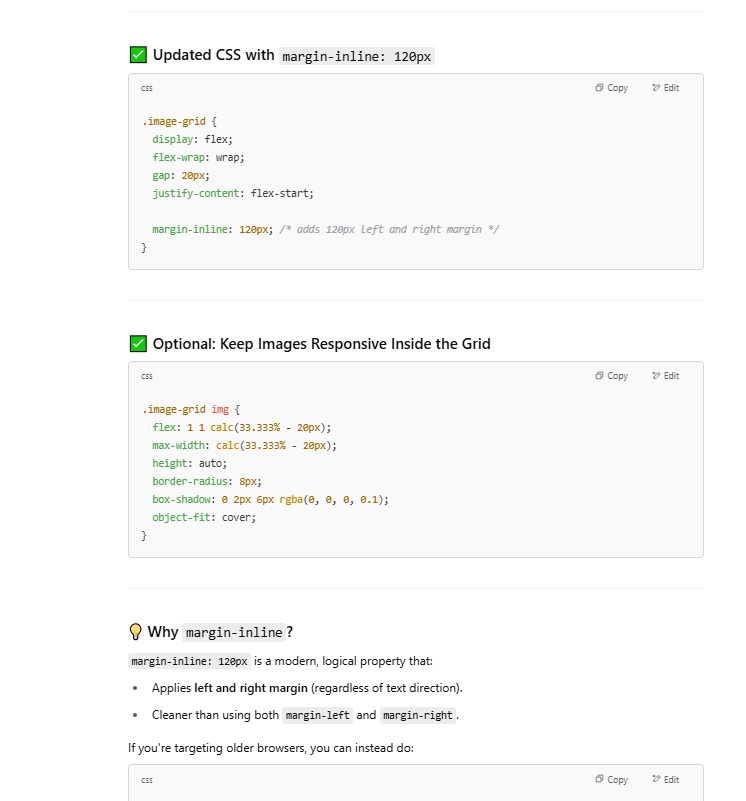 ✅ Updated CSS with margin-inline: 120px
css
Copy
Edit
.image-grid {
  display: flex;
  flex-wrap: wrap;
  gap: 20px;
  justify-content: flex-start;

  margin-inline: 120px; /* adds 120px left and right margin */
}
✅ Optional: Keep Images Responsive Inside the Grid
css
Copy
Edit
.image-grid img {
  flex: 1 1 calc(33.333% - 20px);
  max-width: calc(33.333% - 20px);
  height: auto;
  border-radius: 8px;
  box-shadow: 0 2px 6px rgba(0, 0, 0, 0.1);
  object-fit: cover;
}
💡 Why margin-inline?
margin-inline: 120px is a modern, logical property that:
• Applies left and right margin (regardless of text direction).
• Cleaner than using both margin-left and margin-right.
If you're targeting older browsers, you can instead do:
css
Copy
Edit